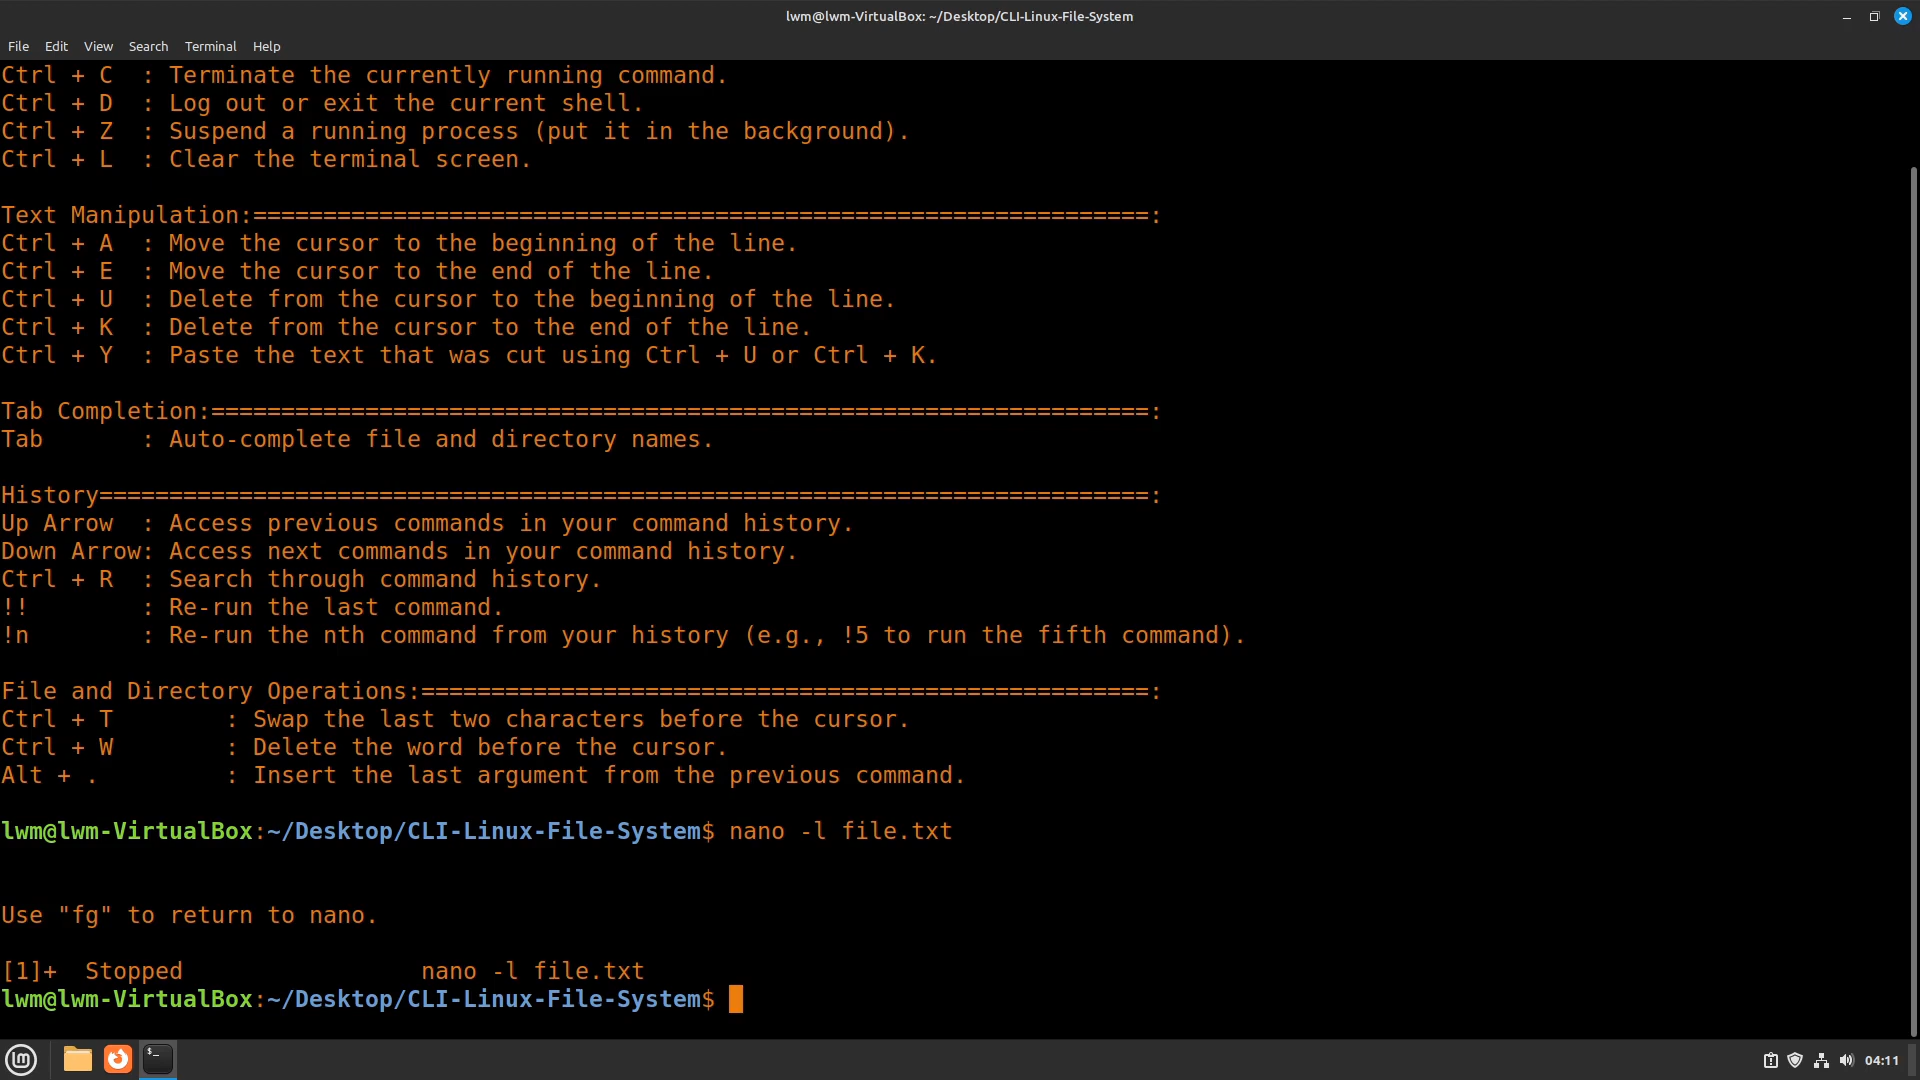 lwm@lwm-VirtualBox: ~/Desktop/CLI-Linux-File-System
File Edit View Search Terminal Help
Ctrl + C  : Terminate the currently running command.
Ctrl + D  : Log out or exit the current shell.
Ctrl + Z  : Suspend a running process (put it in the background).
Ctrl + L  : Clear the terminal screen.
Text Manipulation:================================================================:
Ctrl + A  : Move the cursor to the beginning of the line.
Ctrl + E  : Move the cursor to the end of the line.
Ctrl + U  : Delete from the cursor to the beginning of the line.
Ctrl + K  : Delete from the cursor to the end of the line.
Ctrl + Y  : Paste the text that was cut using Ctrl + U or Ctrl + K.
Tab Completion:===================================================================:
Tab       : Auto-complete file and directory names.
History===========================================================================:
Up Arrow  : Access previous commands in your command history.
Down Arrow: Access next commands in your command history.
Ctrl + R  : Search through command history.
!!        : Re-run the last command.
!n        : Re-run the nth command from your history (e.g., !5 to run the fifth command).
File and Directory Operations:====================================================:
Ctrl + T        : Swap the last two characters before the cursor.
Ctrl + W        : Delete the word before the cursor.
Alt + .         : Insert the last argument from the previous command.
lwm@lwm-VirtualBox:~/Desktop/CLI-Linux-File-System$ nano -l file.txt
Use "fg" to return to nano.
[1]+  Stopped                 nano -l file.txt
lwm@lwm-VirtualBox:~/Desktop/CLI-Linux-File-System$
04:11